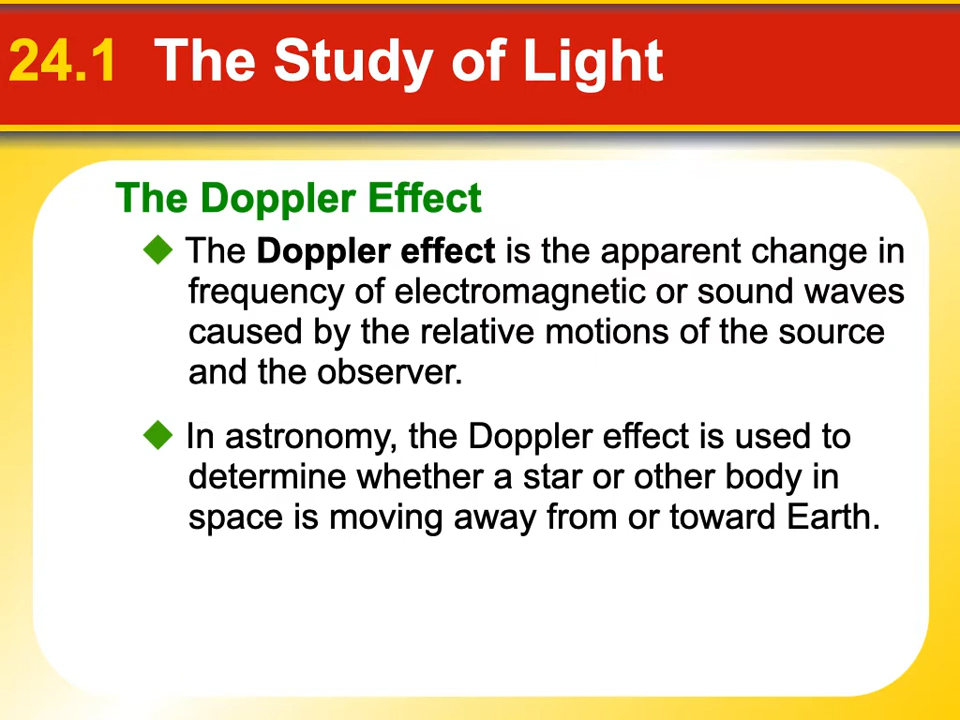 24.1 The Study of Light
The Doppler Effect
The Doppler effect is the apparent change in
frequency of electromagnetic or sound waves
caused by the relative motions of the source
and the observer.
In astronomy, the Doppler effect is used to
determine whether a star or other body in
space is moving away from or toward Earth.